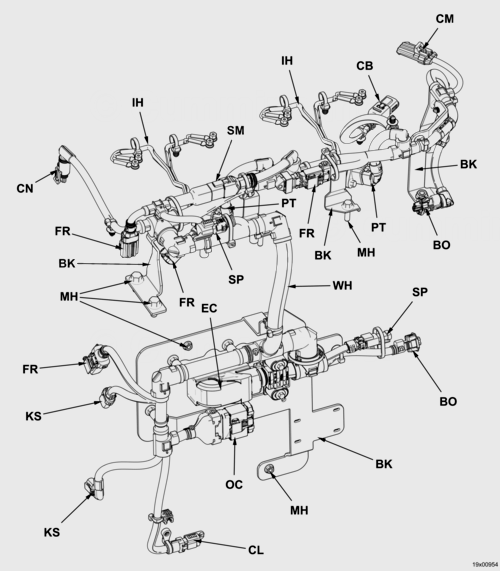 CM
IH
CB
IH
SM
BK
CN
PT
FR
PT
FR
BO
BK
MH
BK
SP
FR
MH
WH
EC
SP
FR
BO
KS
BK
OC
MH
KS
CL
19x00954